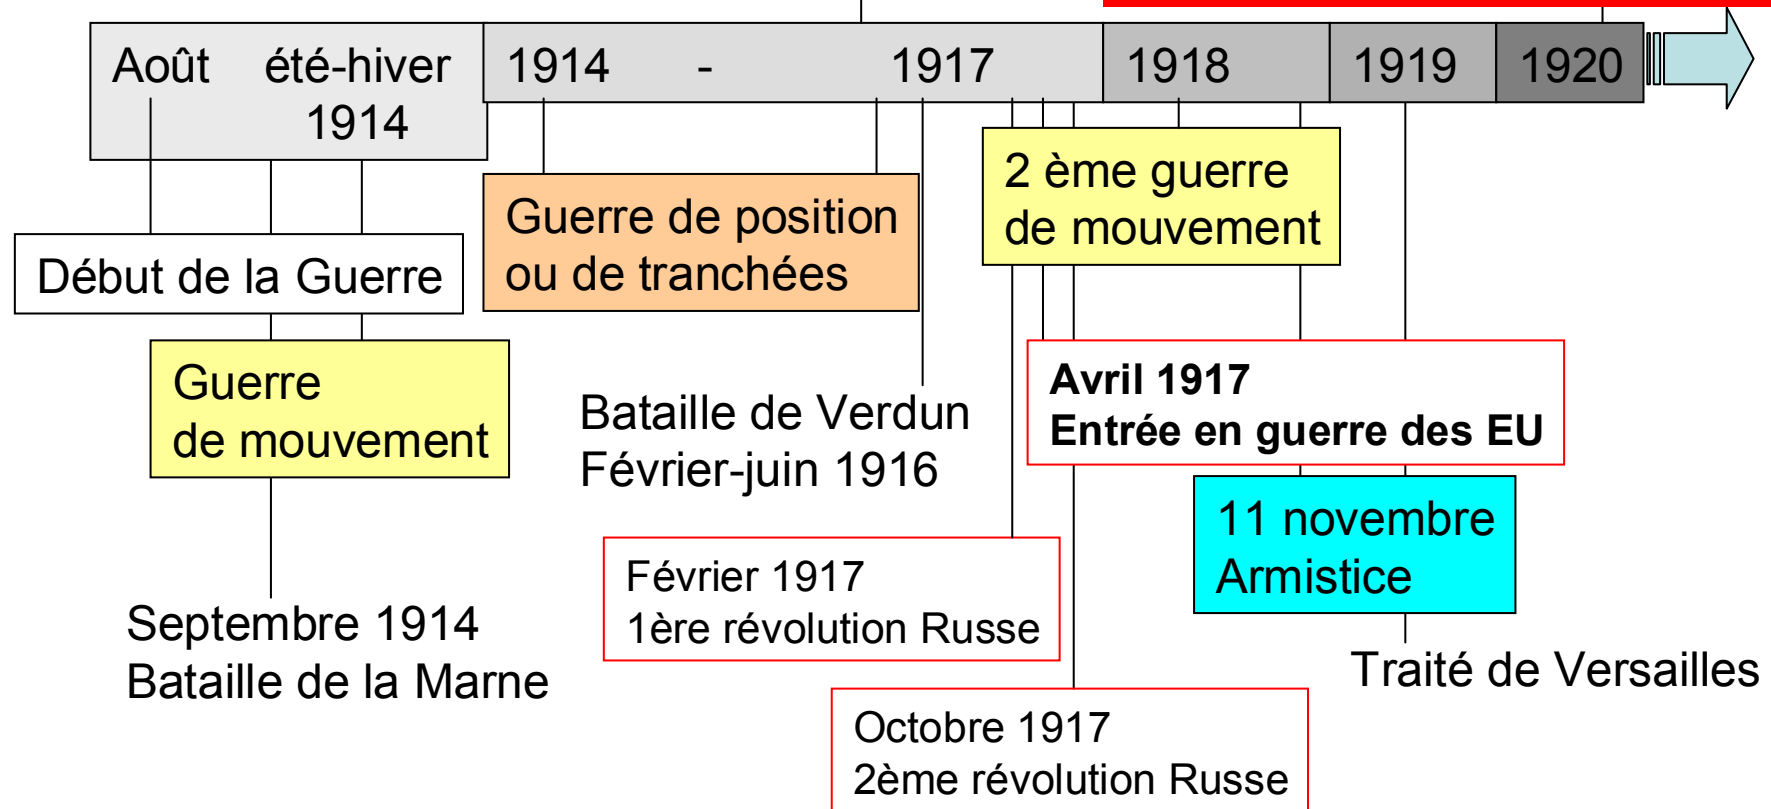 Août été-hiver 1914 - 1917 1918 1919 1920
1914
2 ème guerre
de mouvement
Guerre de position
ou de tranchées
Début de la Guerre
Guerre
de mouvement
Avril 1917
Entrée en guerre des EU
Bataille de Verdun
Février-juin 1916
11 novembre
Armistice
Février 1917
1ère révolution Russe
Septembre 1914
Bataille de la Marne
Traité de Versailles
Octobre 1917
2ème révolution Russe